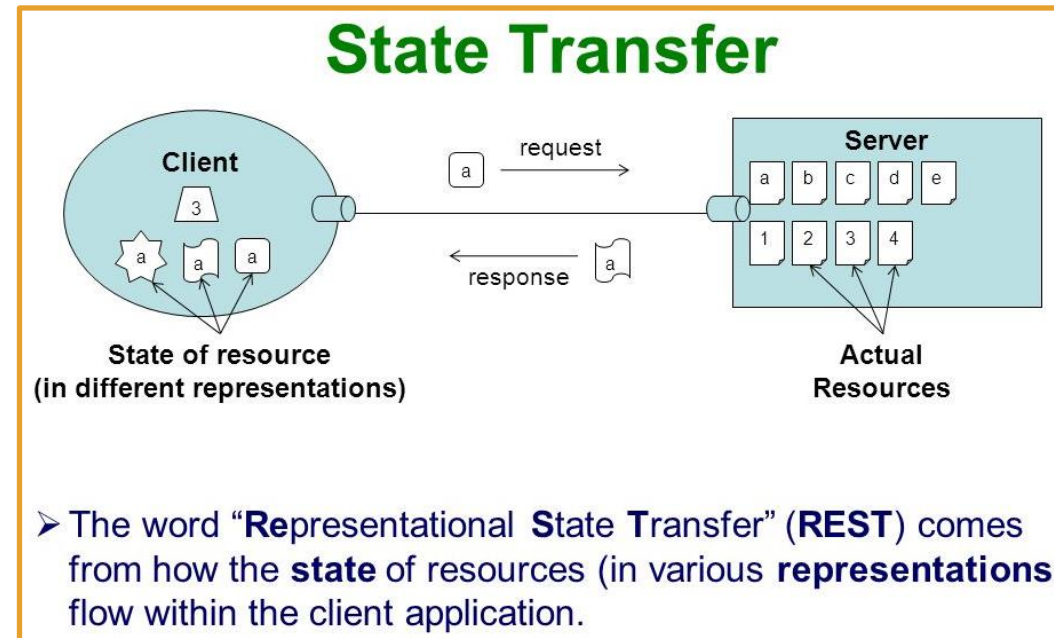 State Transfer
Client
3
a a a
request
a
response
a
Server
a b c d e
1 2 3 4
State of resource
(in different representations)
Actual
Resources
➢ The word “Representational State Transfer” (REST) comes
from how the state of resources (in various representations
flow within the client application.